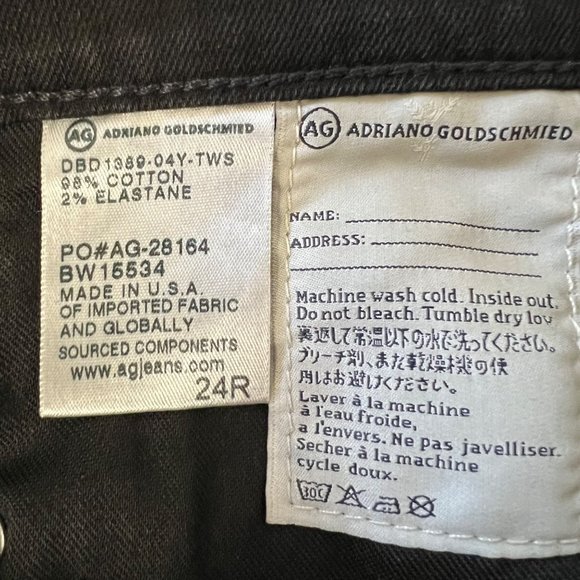 AG ADRIANO GOLDSCHMIED
DBD1389-04Y-TWS
98% COTTON
2% ELASTANE
PO#AG-28164
BW15534
MADE IN U.S.A.
OF IMPORTED FABRIC
AND GLOBALLY
SOURCED COMPONENTS
www.agjeans.com
24R
AG ADRIANO GOLDSCHMIED
NAME:
ADDRESS:
Machine wash cold. Inside out.
Do not bleach. Tumble dry low
裏返して常温以下の水で洗ってください。
ブリーチ剤、また乾燥機の使
用はお避けください。
Laver à la machine
à l'eau froide,
a l'envers. Ne pas javelliser.
Secher à la machine
cycle doux.
30C